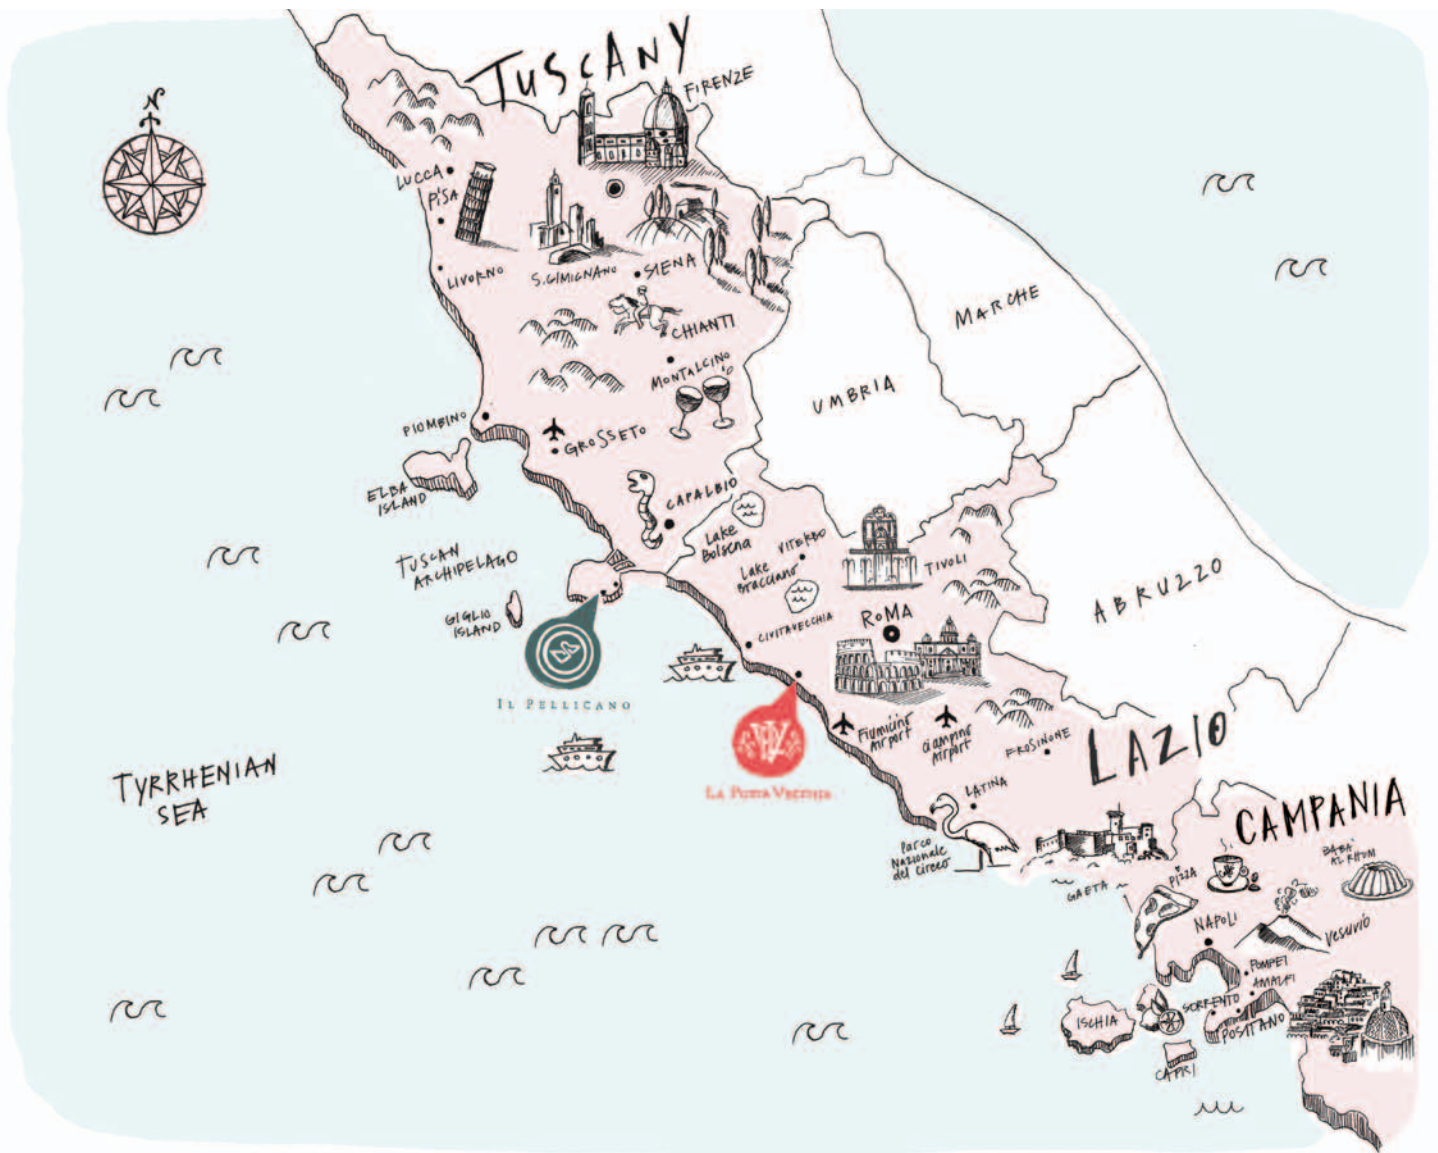 TUSCANY
FIRENZE
N
LUCCA
PISA
LIVORNO
S.GIMIGNANO
SIENA
CHIANTI
MONTALCINO
MARCHE
UMBRIA
PIOMBINO
GROSSETO
ELBA
ISLAND
CAPALBIO
Lake
Bolsena
VITERBO
TUSCAN
ARCHIPELAGO
Lake
Bracciano
TIVOLI
ABRUZZO
GIGLIO
ISLAND
CIVITAVECCHIA
ROMA
IL PELLICANO
Fiumicino
Airport
Ciampino
Airport
FROSINONE
LAZIO
TYRRHENIAN
SEA
LA POSTA VECCHIA
LATINA
CAMPANIA
Parco
Nazionale
del Circeo
GAETA
PIZZA
BABA'
AL RHUM
NAPOLI
Vesuvio
POMPEI
AMALFI
SORRENTO
POSITANO
ISCHIA
CAPRI